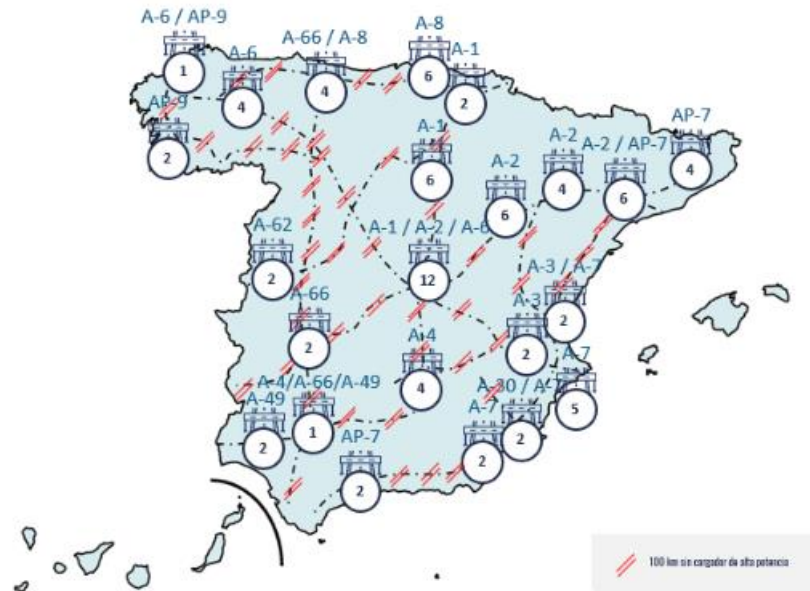 A-6 / AP-9
1
A-6
4
A-66 / A-8
4
A-8
6
A-1
2
AP-9
2
A-1
6
A-2
6
A-2
4
A-2 / AP-7
6
AP-7
4
A-62
2
A-1 / A-2 / A-6
12
A-3 / A-7
2
A-66
2
A-3
2
A-4
4
A-7
5
A-4/A-66/A-49
1
A-49
2
AP-7
2
A-7
2
A-30 / A-7
2
100 km sin cargador de alta potencia